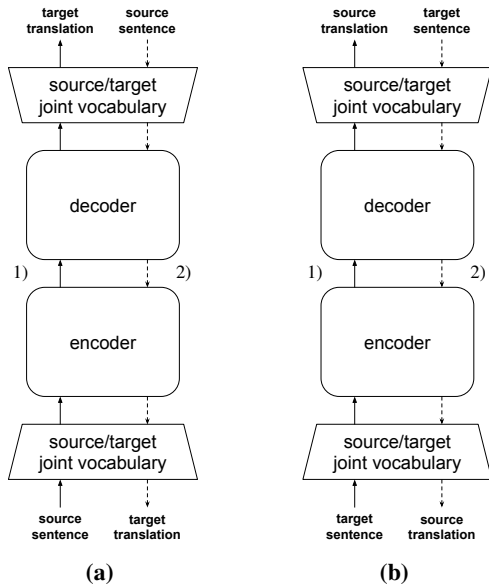 target
translation
source
sentence
source/target
joint vocabulary
decoder
1)
2)
encoder
source/target
joint vocabulary
source
sentence
target
translation
(a)
source
translation
target
sentence
source/target
joint vocabulary
decoder
1)
2)
encoder
source/target
joint vocabulary
target
sentence
source
translation
(b)